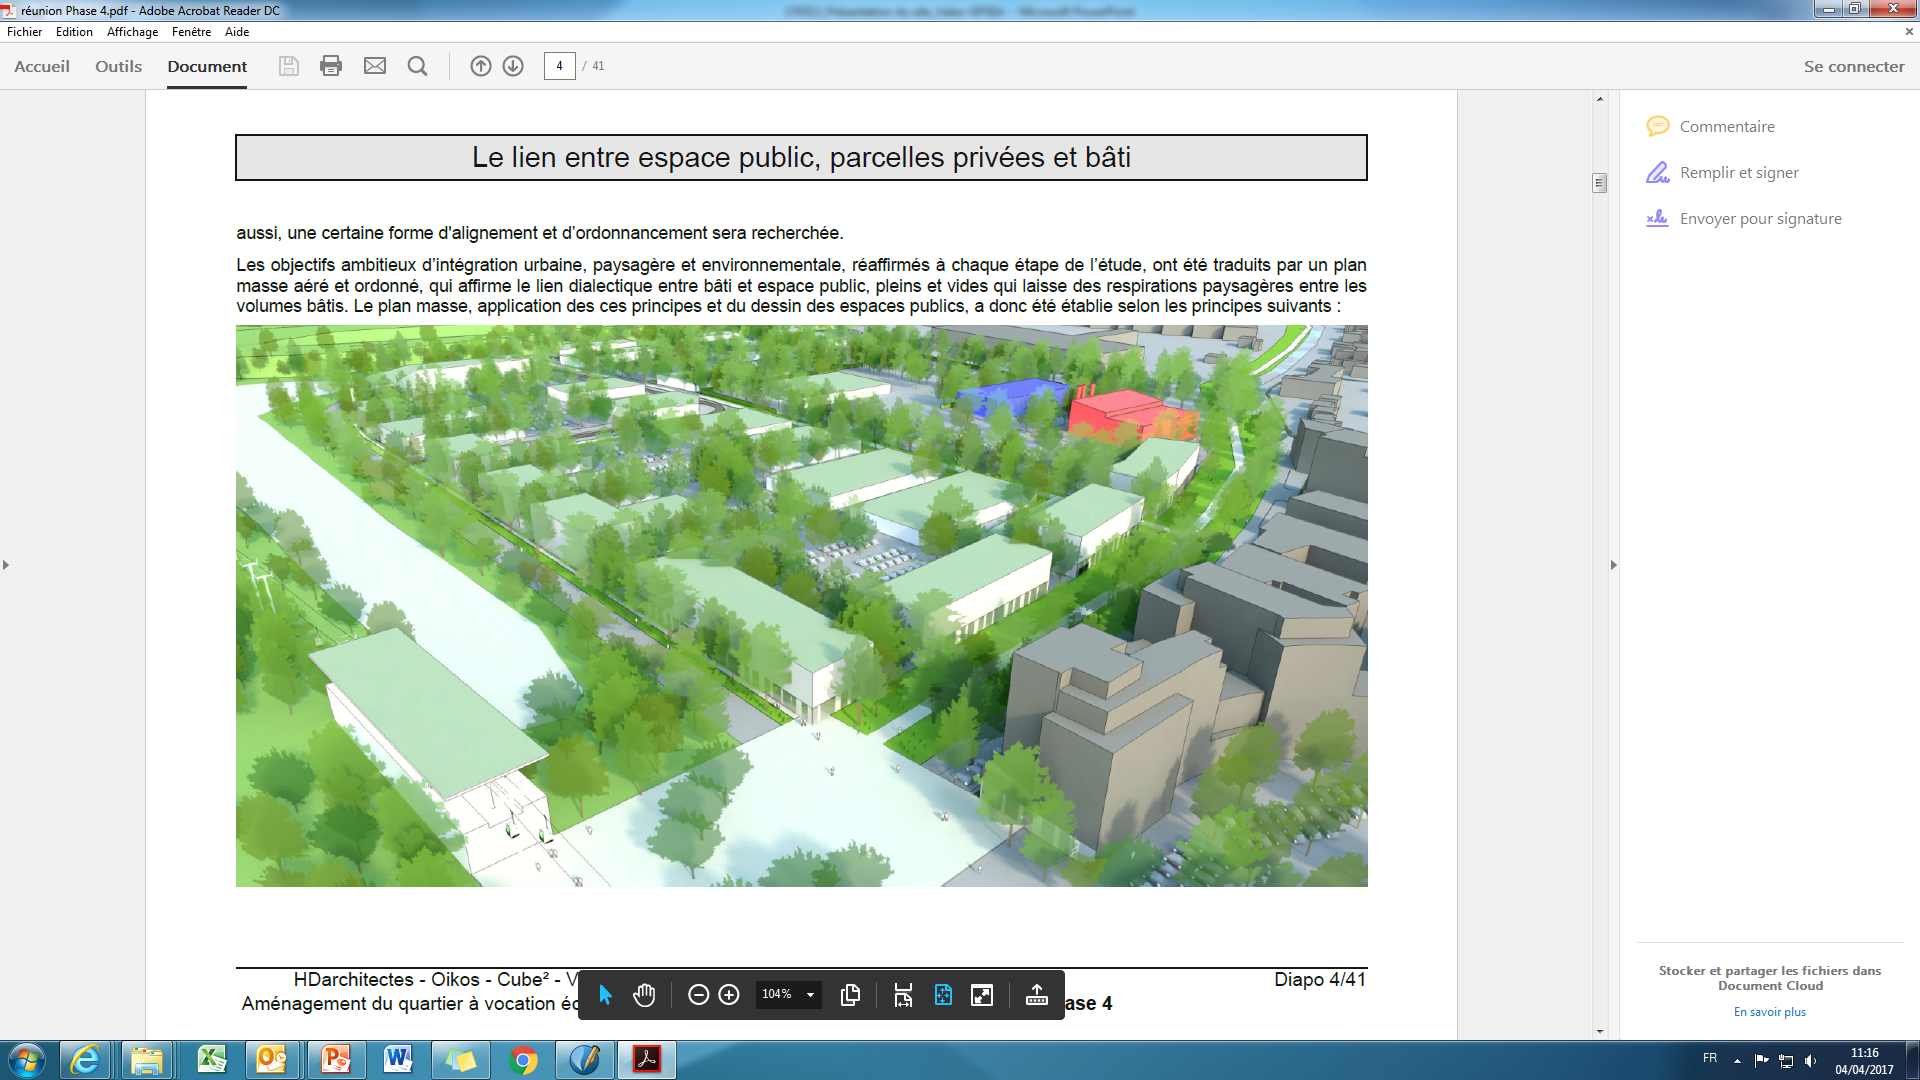 réunion Phase 4.pdf - Adobe Acrobat Reader DC
Fichier Edition Affichage Fenêtre Aide
Accueil Outils Document 4 / 41 Se connecter
Le lien entre espace public, parcelles privées et bâti
aussi, une certaine forme d'alignement et d'ordonnancement sera recherchée.
Les objectifs ambitieux d'intégration urbaine, paysagère et environnementale, réaffirmés à chaque étape de l'étude, ont été traduits par un plan
masse aéré et ordonné, qui affirme le lien dialectique entre bâti et espace public, pleins et vides qui laisse des respirations paysagères entre les
volumes bâtis. Le plan masse, application des ces principes et du dessin des espaces publics, a donc été établie selon les principes suivants :
Commentaire
Remplir et signer
Envoyer pour signature
Stocker et partager les fichiers dans
Document Cloud
En savoir plus
HDarchitectes - Oikos - Cube² - V
Diapo 4/41
Aménagement du quartier à vocation éc
ase 4
104%
FR
11:16
04/04/2017